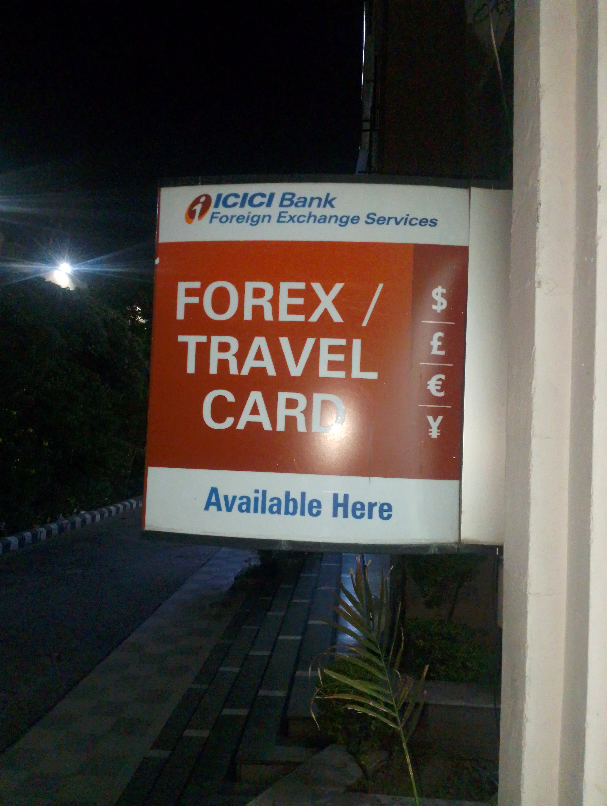 ICICI Bank
Foreign Exchange Services
FOREX /
TRAVEL
CARD
$
£
€
¥
Available Here